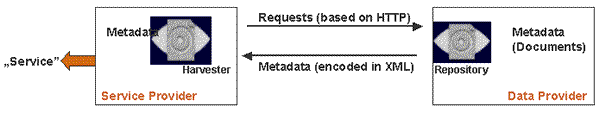 „Service”
Metadata
Harvester
Service Provider
Requests (based on HTTP)
Metadata (encoded in XML)
Repository
Metadata
(Documents)
Data Provider